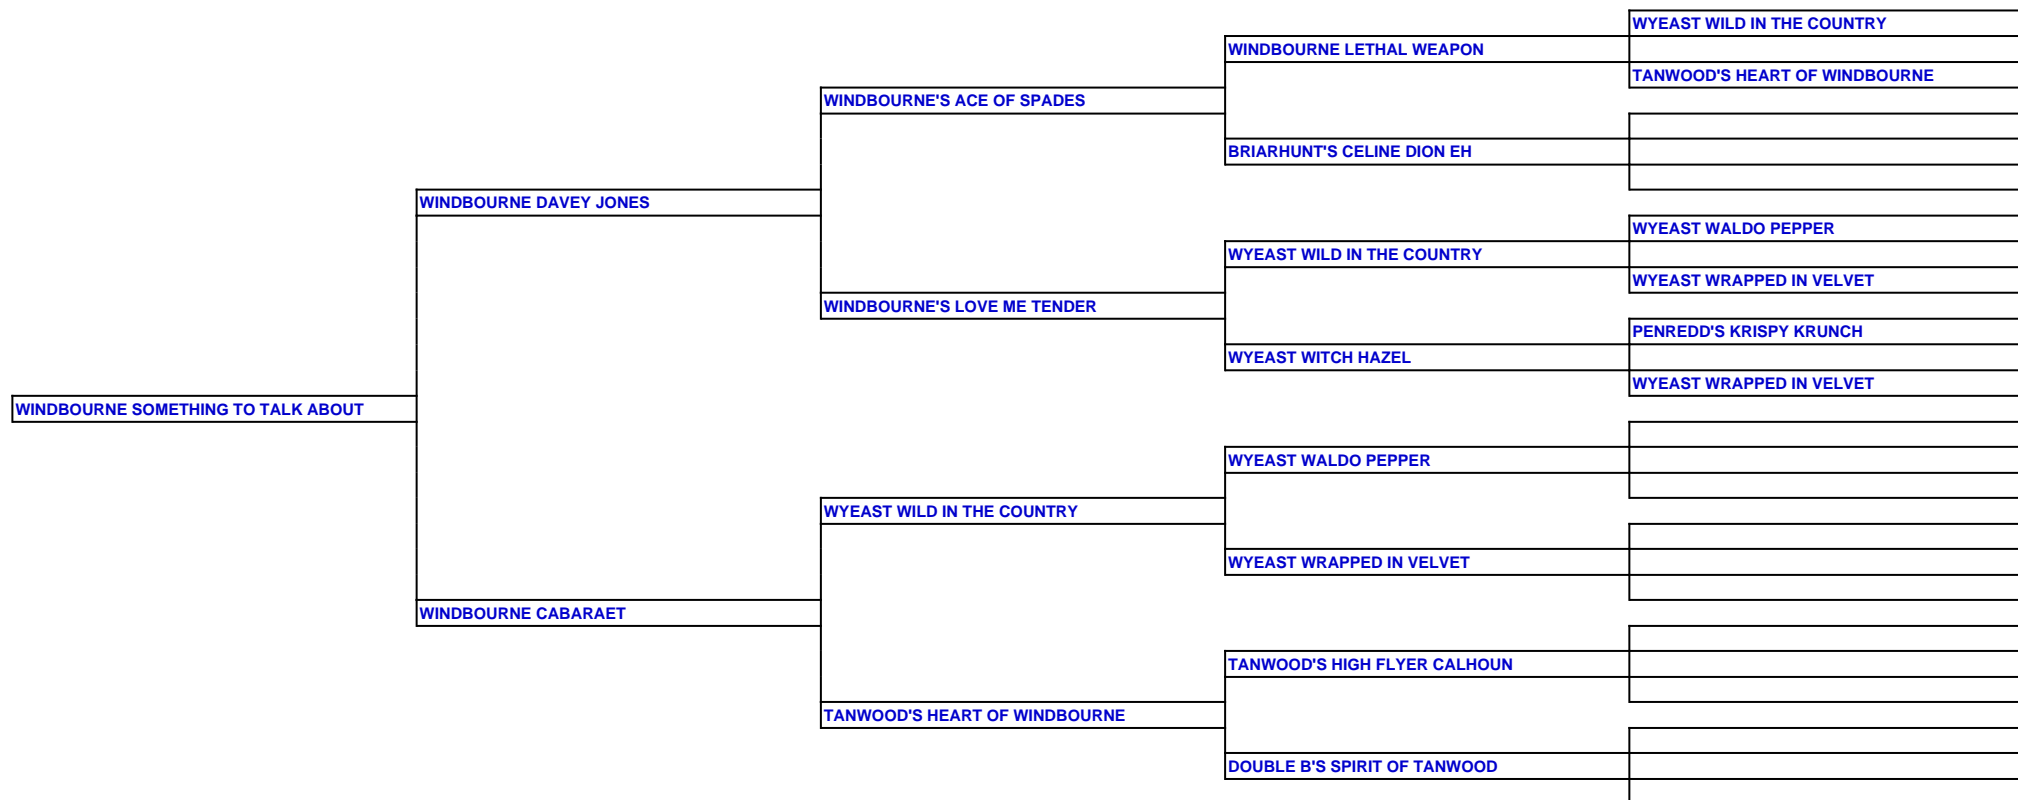 WYEAST WILD IN THE COUNTRY
WINDBOURNE LETHAL WEAPON
TANWOOD'S HEART OF WINDBOURNE
WINDBOURNE'S ACE OF SPADES
BRIARHUNT'S CELINE DION EH
WINDBOURNE DAVEY JONES
WYEAST WALDO PEPPER
WYEAST WILD IN THE COUNTRY
WYEAST WRAPPED IN VELVET
WINDBOURNE'S LOVE ME TENDER
PENREDD'S KRISPY KRUNCH
WYEAST WITCH HAZEL
WYEAST WRAPPED IN VELVET
WINDBOURNE SOMETHING TO TALK ABOUT
WYEAST WALDO PEPPER
WYEAST WILD IN THE COUNTRY
WYEAST WRAPPED IN VELVET
WINDBOURNE CABARAET
TANWOOD'S HIGH FLYER CALHOUN
TANWOOD'S HEART OF WINDBOURNE
DOUBLE B'S SPIRIT OF TANWOOD